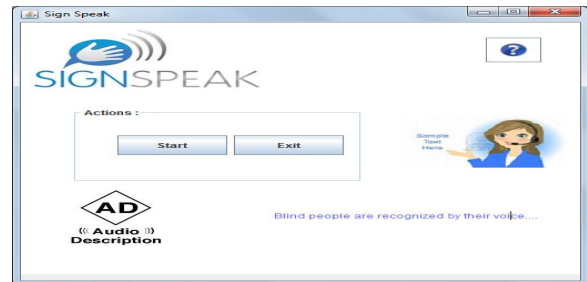 Sign Speak
SIGNSPEAK
Actions :
Start
Exit
Sample
Text
Here
AD
((( Audio )))
Description
Blind people are recognized by their voice....